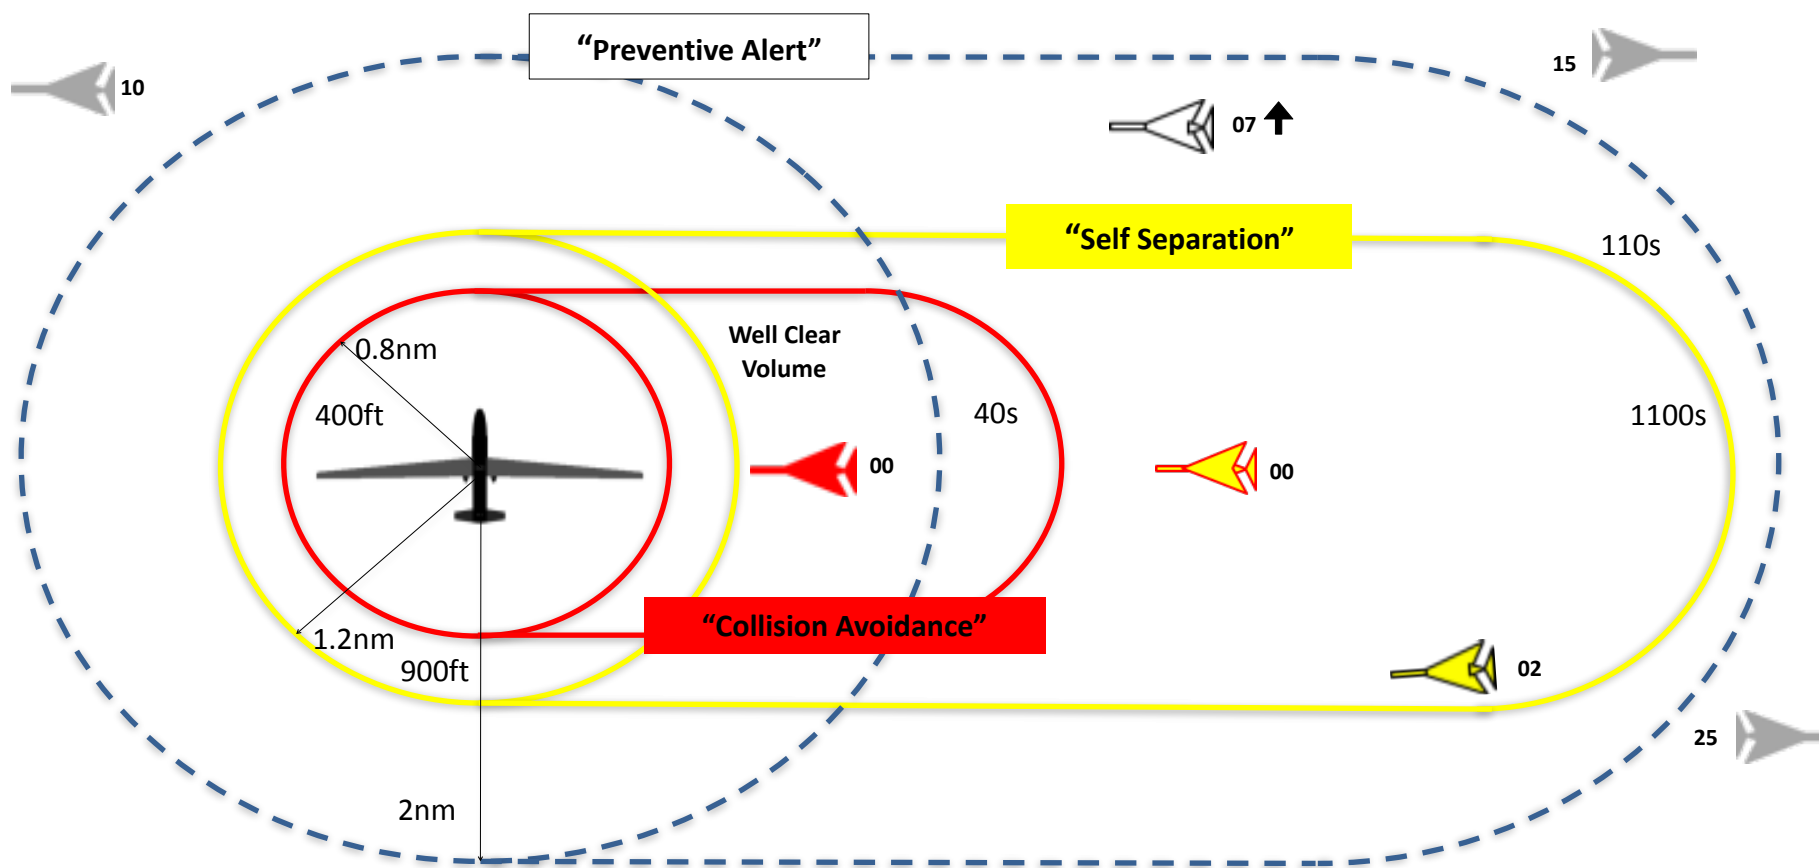 “Preventive Alert”
10
15
07
“Self Separation”
110s
Well Clear
Volume
0.8nm
400ft
40s
1100s
00
00
“Collision Avoidance”
1.2nm
900ft
02
25
2nm